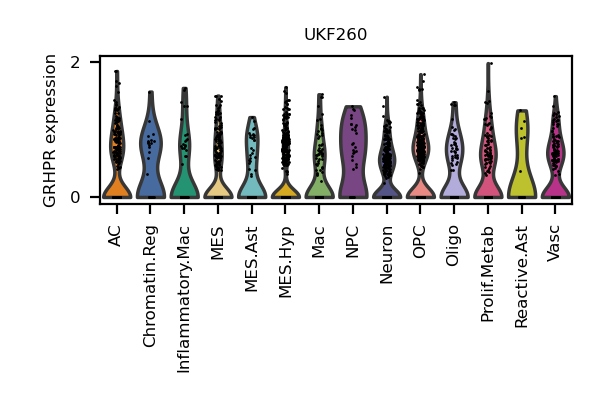 UKF260
GRHPR expression
2
0
AC
Chromatin.Reg
Inflammatory.Mac
MES
MES.Ast
MES.Hyp
Mac
NPC
Neuron
OPC
Oligo
Prolif.Metab
Reactive.Ast
Vasc